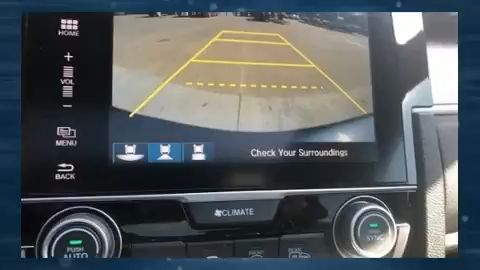 HOME
+
VOL
−
MENU
BACK
Check Your Surroundings
CLIMATE
PUSH
AUTO
SYNC